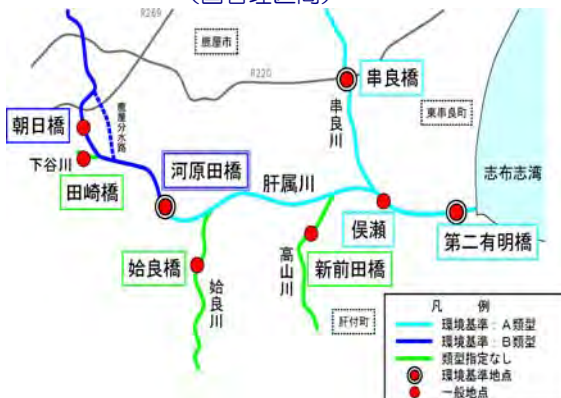 （国管理区間）
R269
鹿屋市
R220
串良橋
串良川
東串良町
朝日橋
鹿屋分水路
下谷川
田崎橋
河原田橋
肝属川
志布志湾
俣瀬
第二有明橋
姶良橋
姶良川
高山川
新前田橋
肝付町
凡　例
環境基準：A類型
環境基準：B類型
類型指定なし
環境基準地点
一般地点